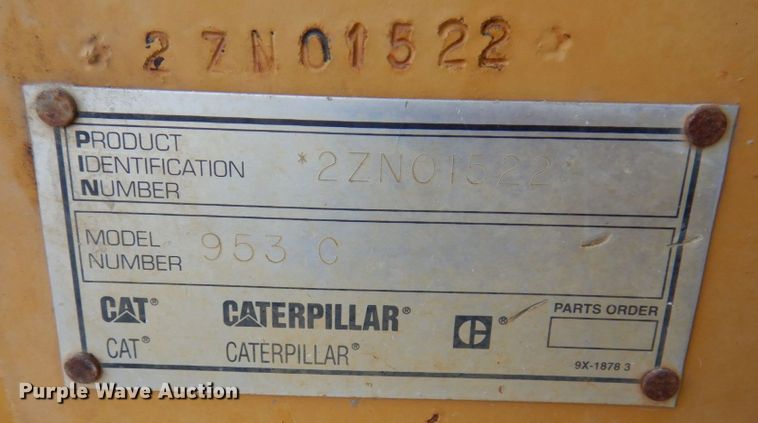 * 2ZN01522 *
PRODUCT
IDENTIFICATION
NUMBER
*2ZN01522*
MODEL
NUMBER
953 C
CAT® CATERPILLAR® ®
CAT® CATERPILLAR®
PARTS ORDER
9X-1878 3
Purple Wave Auction